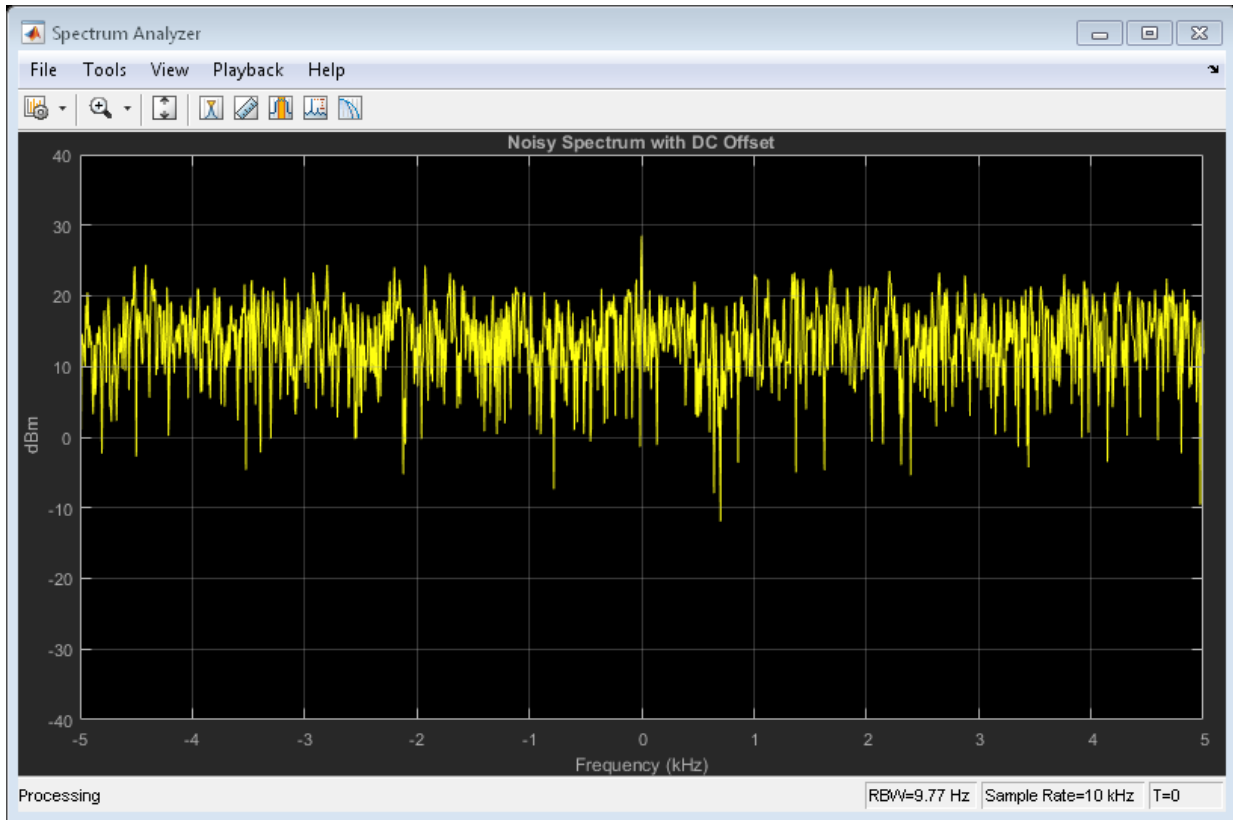 Spectrum Analyzer
File Tools View Playback Help
Noisy Spectrum with DC Offset
40
30
20
10
0
-10
-20
-30
-40
dBm
-5 -4 -3 -2 -1 0 1 2 3 4 5
Frequency (kHz)
Processing RBW=9.77 Hz Sample Rate=10 kHz T=0